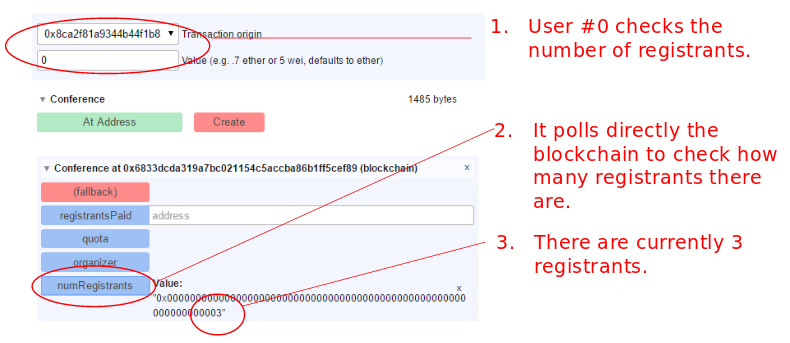 0x8ca2f81a9344b44f1b8 Transaction origin
0 Value (e.g. .7 ether or 5 wei, defaults to ether)
Conference 1485 bytes
At Address Create
Conference at 0x6833dcda319a7bc021154c5accba86b1ff5cef89 (blockchain) x
(fallback)
registrantsPaid address
quota
organizer
numRegistrants Value: x
"0x00000000000000000000000000000000000000000000000000
000000000003"
1. User #0 checks the
number of registrants.
2. It polls directly the
blockchain to check how
many registrants there
are.
3. There are currently 3
registrants.